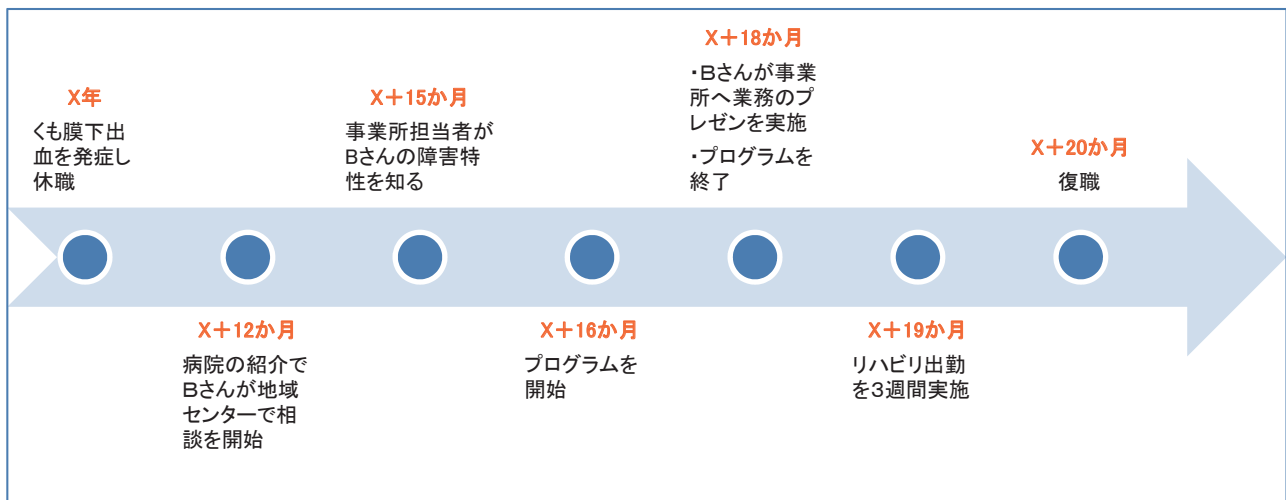 X年
くも膜下出
血を発症し
休職
X+12か月
病院の紹介で
Bさんが地域
センターで相
談を開始
X+15か月
事業所担当者が
Bさんの障害特
性を知る
X+16か月
プログラムを
開始
X+18か月
・Bさんが事業
所へ業務のプ
レゼンを実施
・プログラムを
終了
X+19か月
リハビリ出勤
を3週間実施
X+20か月
復職